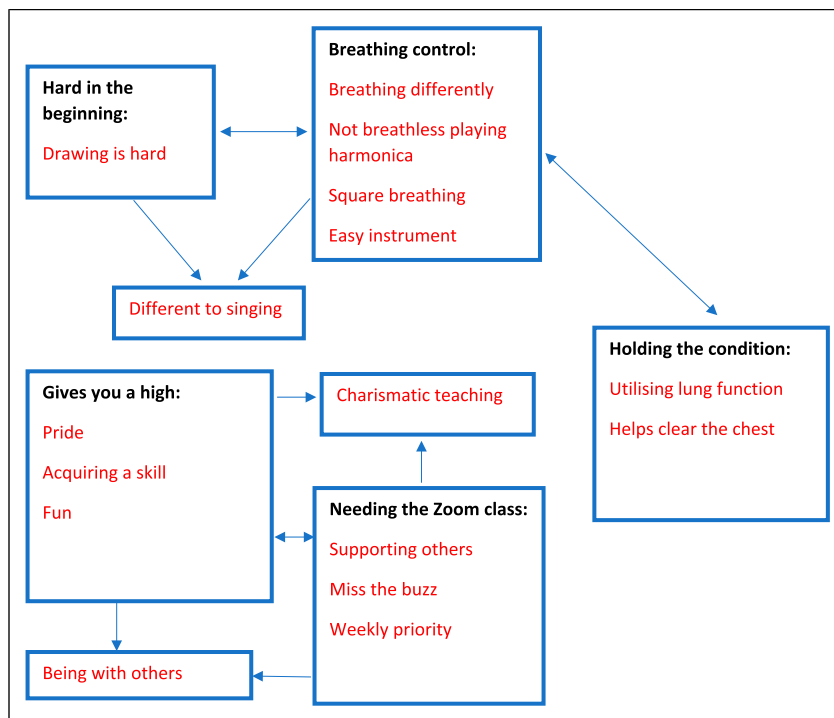 Hard in the
beginning:
Drawing is hard
Breathing control:
Breathing differently
Not breathless playing
harmonica
Square breathing
Easy instrument
Different to singing
Holding the condition:
Utilising lung function
Helps clear the chest
Gives you a high:
Pride
Acquiring a skill
Fun
Charismatic teaching
Needing the Zoom class:
Supporting others
Miss the buzz
Weekly priority
Being with others